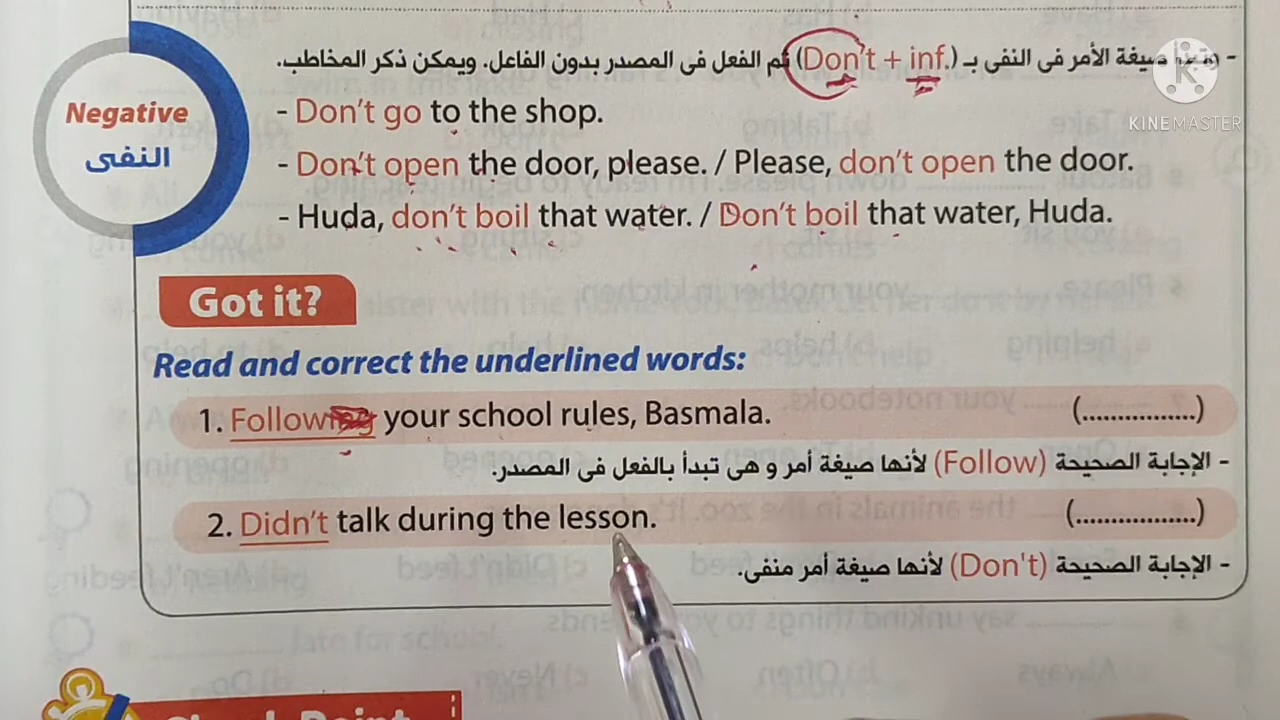 - وتبدأ صيغة الأمر فى النفى بـ (Don't + inf.) ثم الفعل فى المصدر بدون الفاعل. ويمكن ذكر المخاطب.
KINEMASTER
Negative
النفى
- Don't go to the shop.
- Don't open the door, please. / Please, don't open the door.
- Huda, don't boil that water. / Don't boil that water, Huda.
Got it?
Read and correct the underlined words:
1. Following your school rules, Basmala. (................)
- الإجابة الصحيحة (Follow) لأنها صيغة أمر و هى تبدأ بالفعل فى المصدر.
2. Didn't talk during the lesson. (.................)
- الإجابة الصحيحة (Don't) لأنها صيغة أمر منفى.